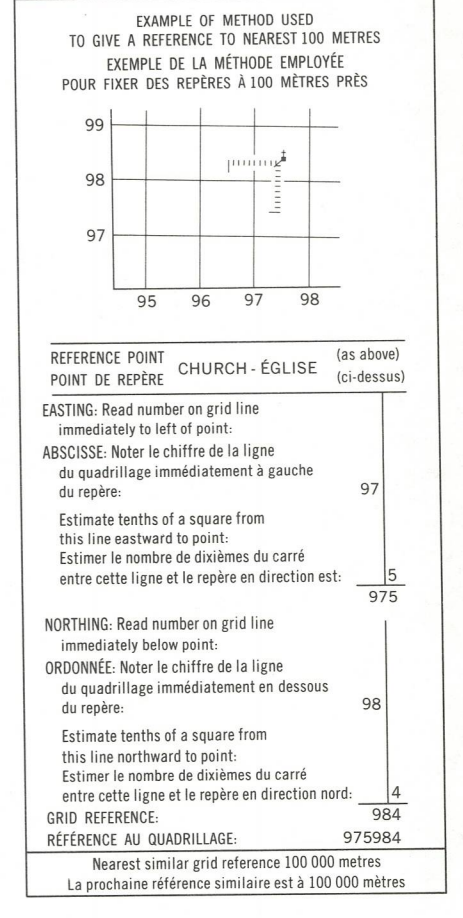 EXAMPLE OF METHOD USED
TO GIVE A REFERENCE TO NEAREST 100 METRES
EXEMPLE DE LA MÉTHODE EMPLOYÉE
POUR FIXER DES REPÈRES À 100 MÈTRES PRÈS
99
98
97
95 96 97 98
REFERENCE POINT
POINT DE REPÈRE
CHURCH - ÉGLISE
(as above)
(ci-dessus)
EASTING: Read number on grid line
immediately to left of point:
ABSCISSE: Noter le chiffre de la ligne
du quadrillage immédiatement à gauche
du repère: 97
Estimate tenths of a square from
this line eastward to point:
Estimer le nombre de dixièmes du carré
entre cette ligne et le repère en direction est: 5
975
NORTHING: Read number on grid line
immediately below point:
ORDONNÉE: Noter le chiffre de la ligne
du quadrillage immédiatement en dessous
du repère: 98
Estimate tenths of a square from
this line northward to point:
Estimer le nombre de dixièmes du carré
entre cette ligne et le repère en direction nord: 4
GRID REFERENCE: 984
RÉFÉRENCE AU QUADRILLAGE: 975984
Nearest similar grid reference 100 000 metres
La prochaine référence similaire est à 100 000 mètres